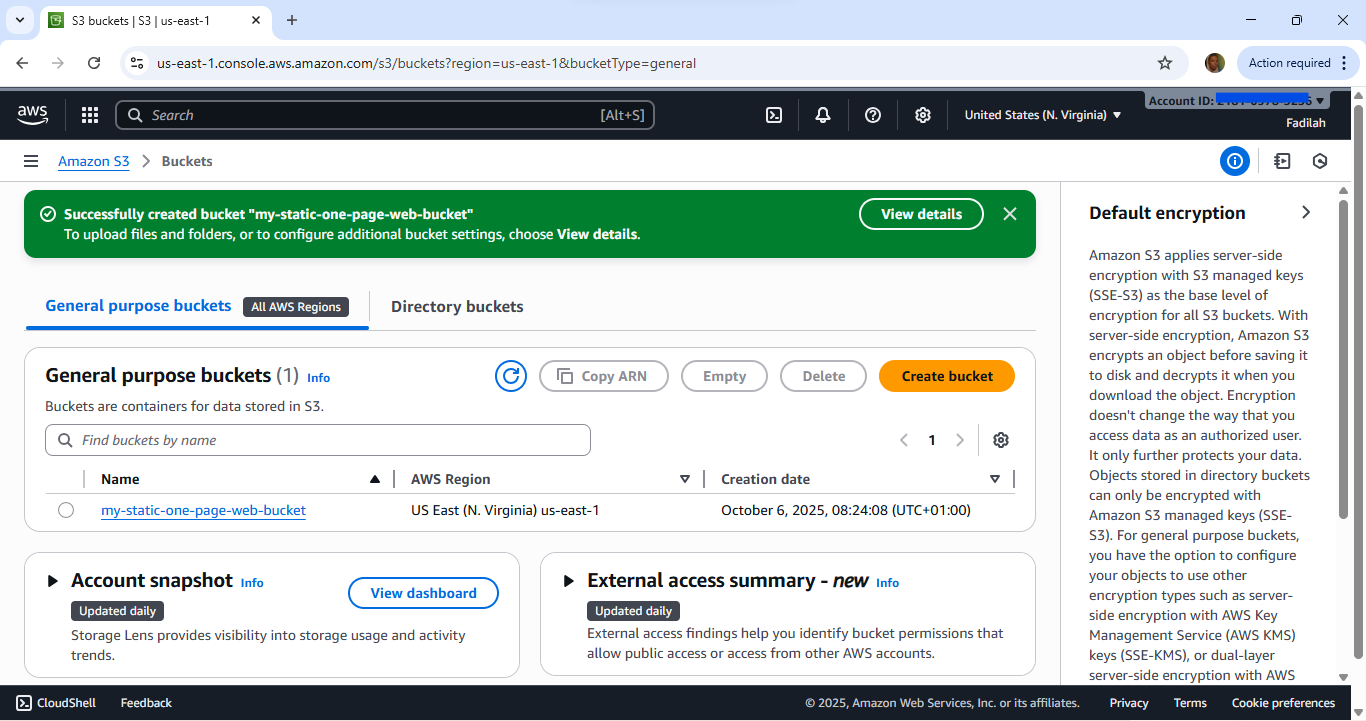 S3 buckets | S3 | us-east-1
us-east-1.console.aws.amazon.com/s3/buckets?region=us-east-1&bucketType=general
Action required
aws
Search
[Alt+S]
United States (N. Virginia)
Account ID:
Fadilah
Amazon S3
Buckets
Successfully created bucket "my-static-one-page-web-bucket"
To upload files and folders, or to configure additional bucket settings, choose View details.
View details
General purpose buckets
All AWS Regions
Directory buckets
General purpose buckets (1) Info
Copy ARN
Empty
Delete
Create bucket
Buckets are containers for data stored in S3.
Find buckets by name
1
Name
AWS Region
Creation date
my-static-one-page-web-bucket
US East (N. Virginia) us-east-1
October 6, 2025, 08:24:08 (UTC+01:00)
Account snapshot Info
View dashboard
Updated daily
Storage Lens provides visibility into storage usage and activity
trends.
External access summary - new Info
Updated daily
External access findings help you identify bucket permissions that
allow public access or access from other AWS accounts.
Default encryption
Amazon S3 applies server-side
encryption with S3 managed keys
(SSE-S3) as the base level of
encryption for all S3 buckets. With
server-side encryption, Amazon S3
encrypts an object before saving it
to disk and decrypts it when you
download the object. Encryption
doesn't change the way that you
access data as an authorized user.
It only further protects your data.
Objects stored in directory buckets
can only be encrypted with
Amazon S3 managed keys (SSE-
S3). For general purpose buckets,
you have the option to configure
your objects to use other
encryption types such as server-
side encryption with AWS Key
Management Service (AWS KMS)
keys (SSE-KMS), or dual-layer
server-side encryption with AWS
CloudShell
Feedback
© 2025, Amazon Web Services, Inc. or its affiliates.
Privacy
Terms
Cookie preferences